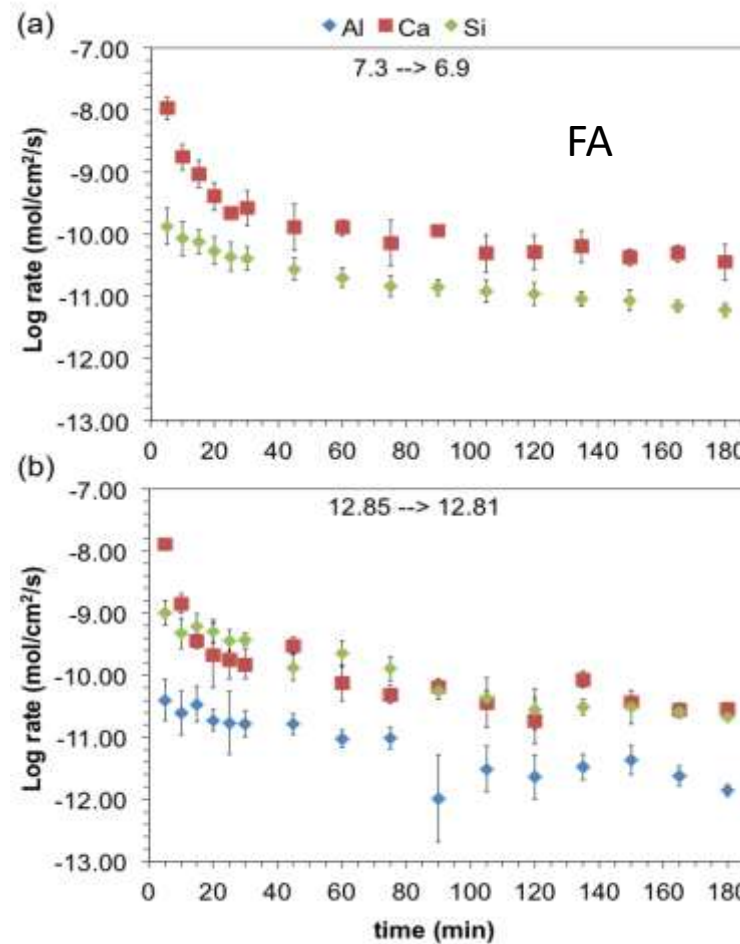 (a)
Al Ca Si
7.3 --> 6.9
FA
Log rate (mol/cm²/s)
-7.00
-8.00
-9.00
-10.00
-11.00
-12.00
-13.00
0 20 40 60 80 100 120 140 160 180
(b)
12.85 --> 12.81
Log rate (mol/cm²/s)
-7.00
-8.00
-9.00
-10.00
-11.00
-12.00
-13.00
0 20 40 60 80 100 120 140 160 180
time (min)